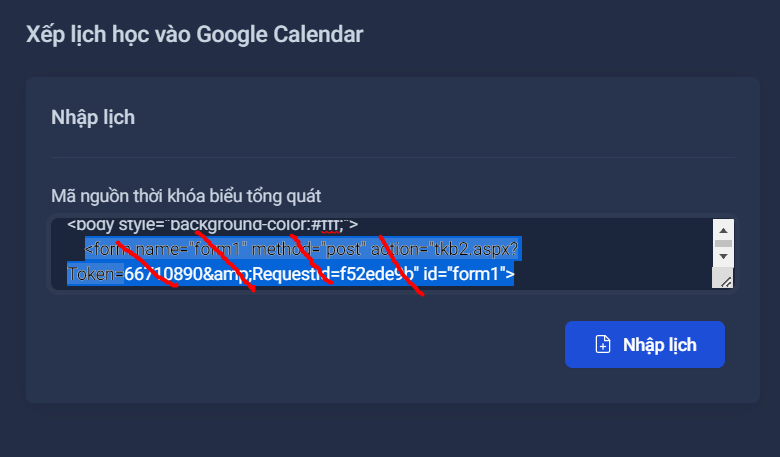 Xếp lịch học vào Google Calendar
Nhập lịch
Mã nguồn thời khóa biểu tổng quát
<body style="background-color:#fff;">
<form name="form1" method="post" action="tkb2.aspx?
Token=66710890&amp;RequestId=f52ede9b" id="form1">
Nhập lịch